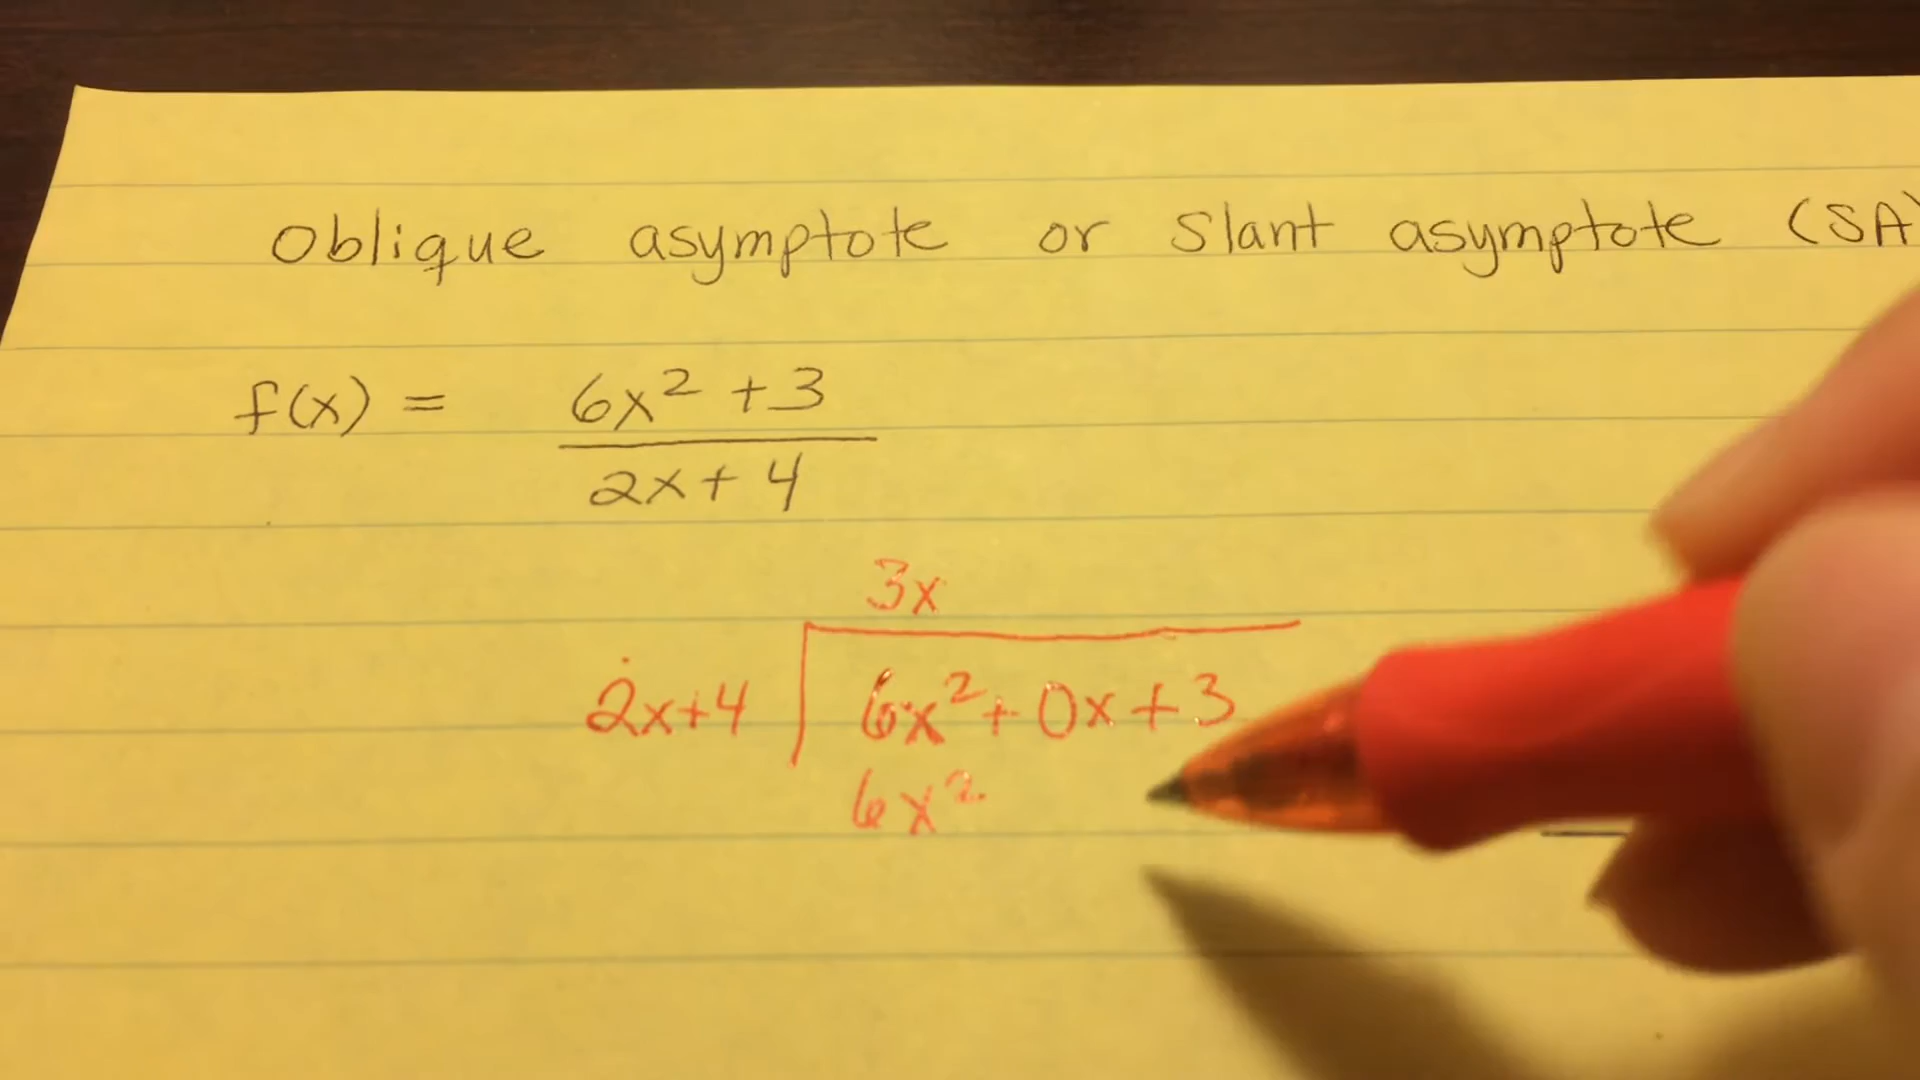 Oblique asymptote or Slant asymptote (SA)
f(x) = 6x² + 3
2x + 4
3x
2x+4 6x² + 0x + 3
6x²